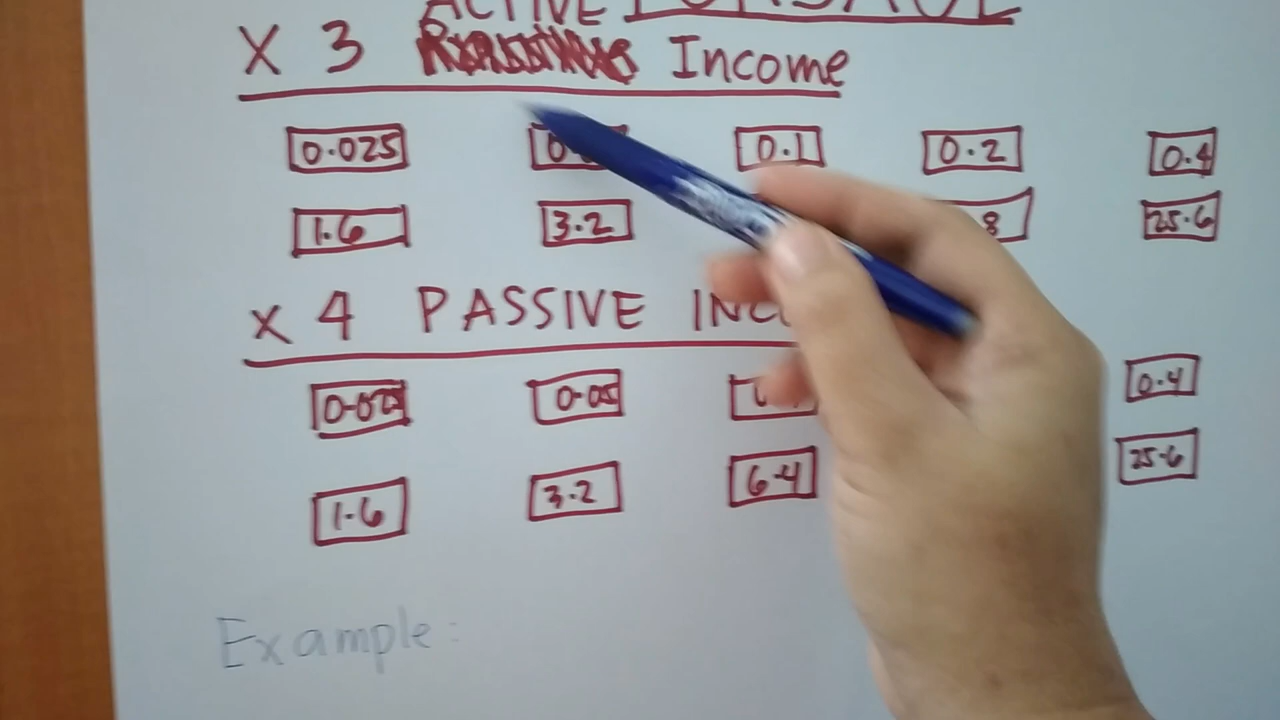 ACTIVE
X 3 Income
0.025 0.1 0.2 0.4
1.6 3.2 25.6
X 4 PASSIVE
0.025 0.05 0.4
1.6 3.2 6.4 25.6
Example: